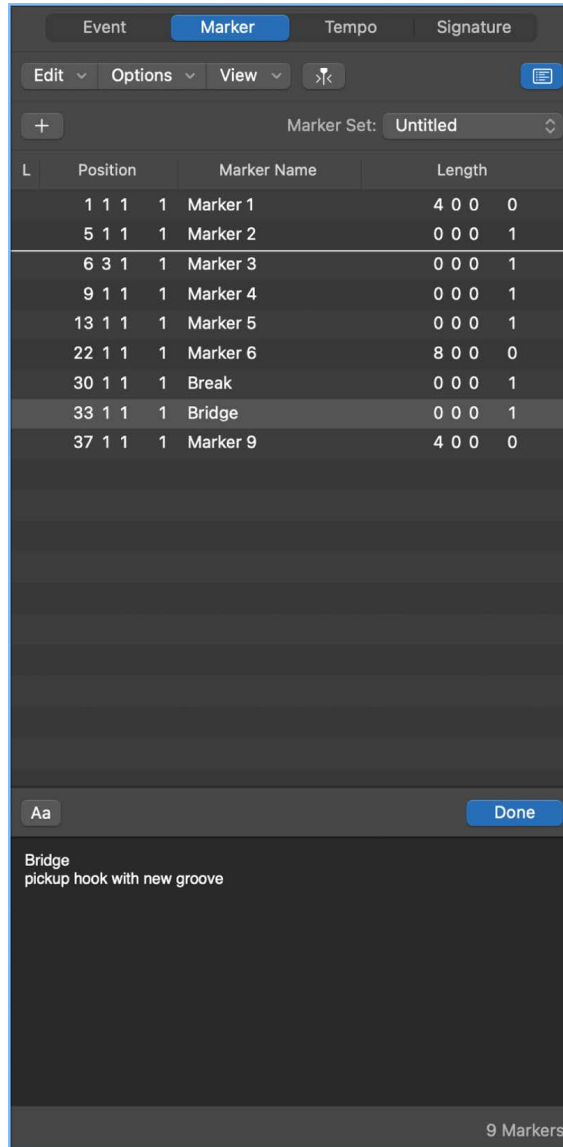 Event Marker Tempo Signature
Edit Options View
+ Marker Set: Untitled
L Position Marker Name Length
1 1 1 1 Marker 1 4 0 0 0
5 1 1 1 Marker 2 0 0 0 1
6 3 1 1 Marker 3 0 0 0 1
9 1 1 1 Marker 4 0 0 0 1
13 1 1 1 Marker 5 0 0 0 1
22 1 1 1 Marker 6 8 0 0 0
30 1 1 1 Break 0 0 0 1
33 1 1 1 Bridge 0 0 0 1
37 1 1 1 Marker 9 4 0 0 0
Aa Done
Bridge
pickup hook with new groove
9 Markers